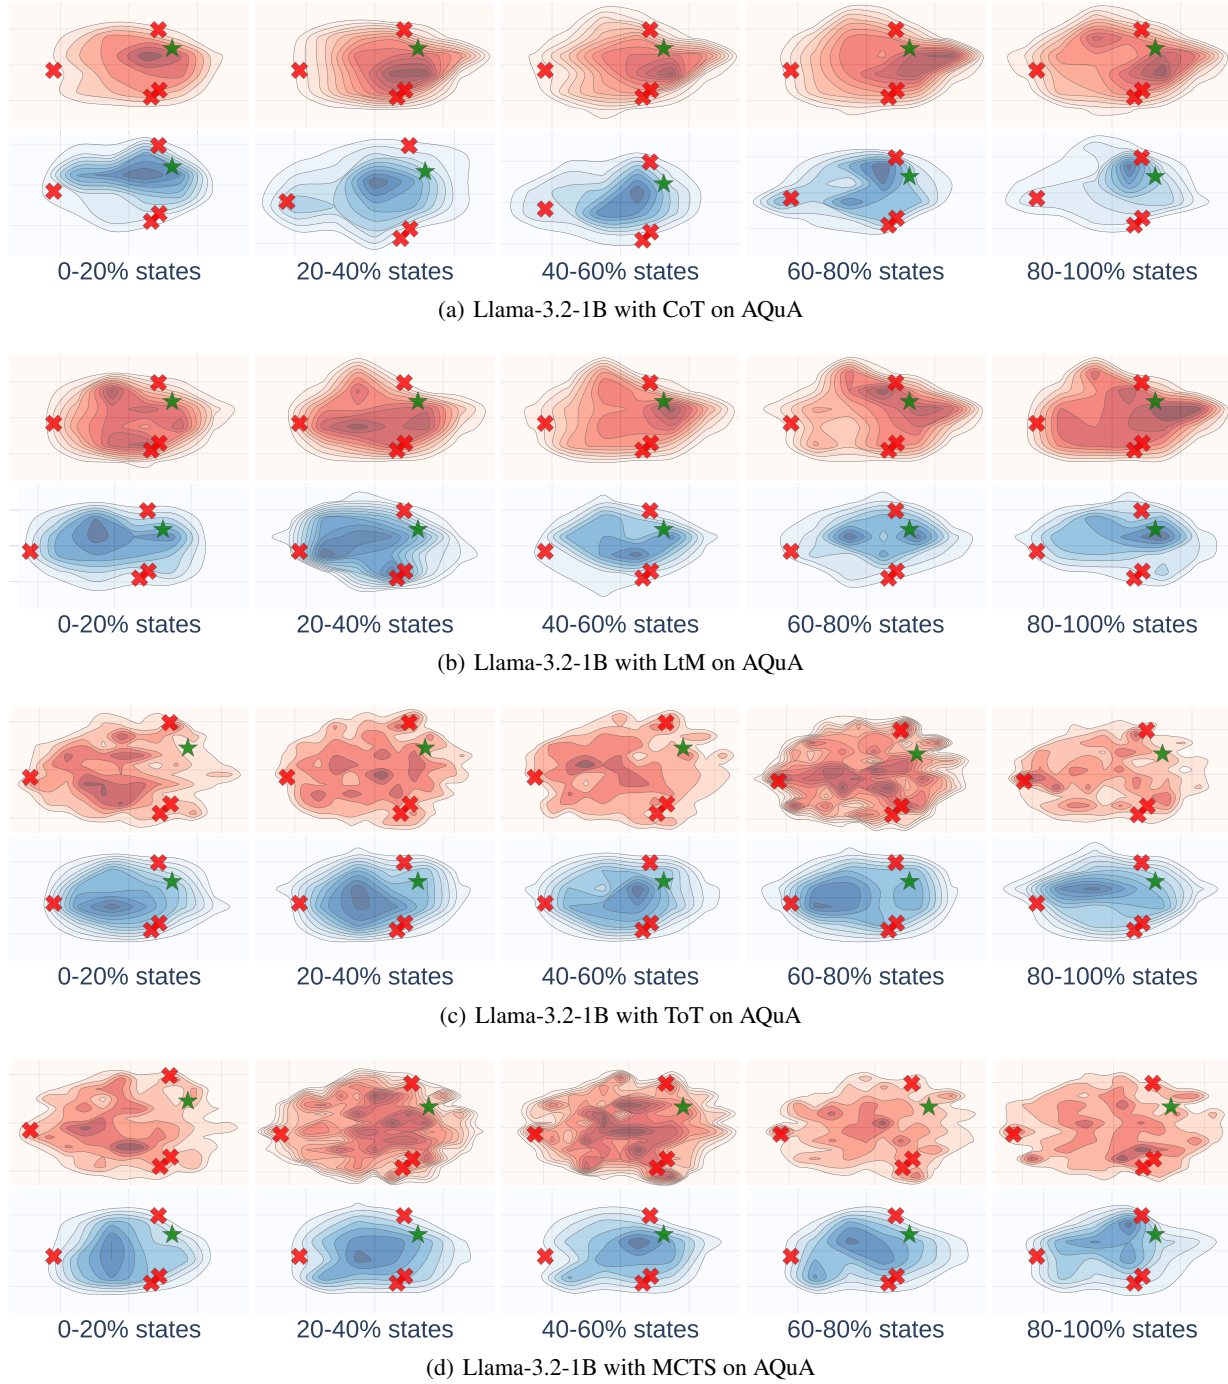 0-20% states 20-40% states 40-60% states 60-80% states 80-100% states
(a) Llama-3.2-1B with CoT on AQuA
0-20% states 20-40% states 40-60% states 60-80% states 80-100% states
(b) Llama-3.2-1B with LtM on AQuA
0-20% states 20-40% states 40-60% states 60-80% states 80-100% states
(c) Llama-3.2-1B with ToT on AQuA
0-20% states 20-40% states 40-60% states 60-80% states 80-100% states
(d) Llama-3.2-1B with MCTS on AQuA